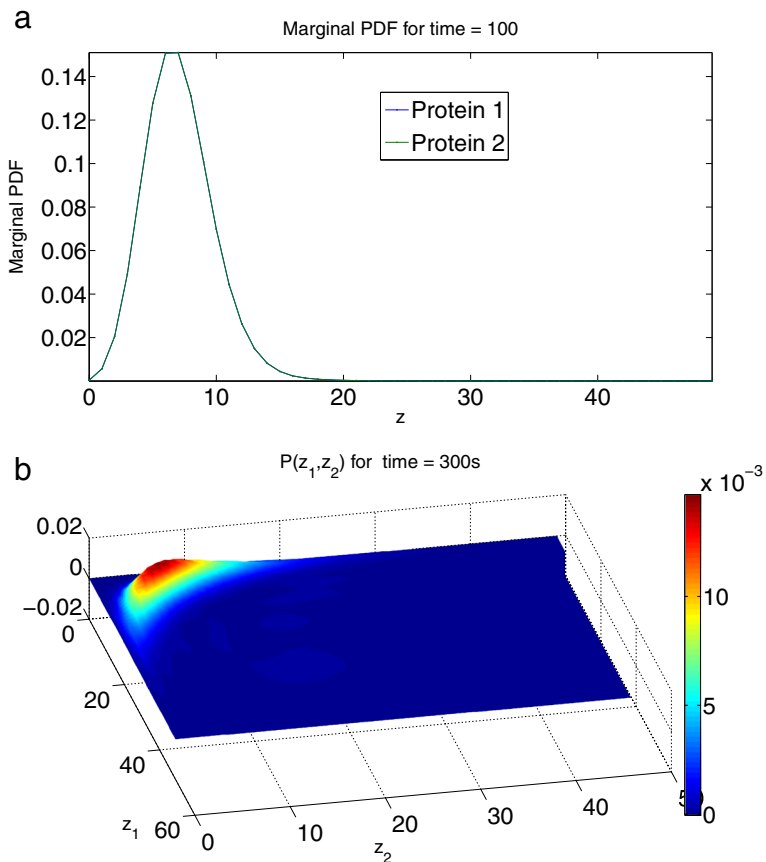 a
Marginal PDF for time = 100
Marginal PDF
0.14
0.12
0.1
0.08
0.06
0.04
0.02
0
10
20
30
40
z
Protein 1
Protein 2
b
P(z1,z2) for time = 300s
x 10-3
0.02
0
−0.02
0
20
40
60
z1
0
10
20
30
40
z2
10
5
0